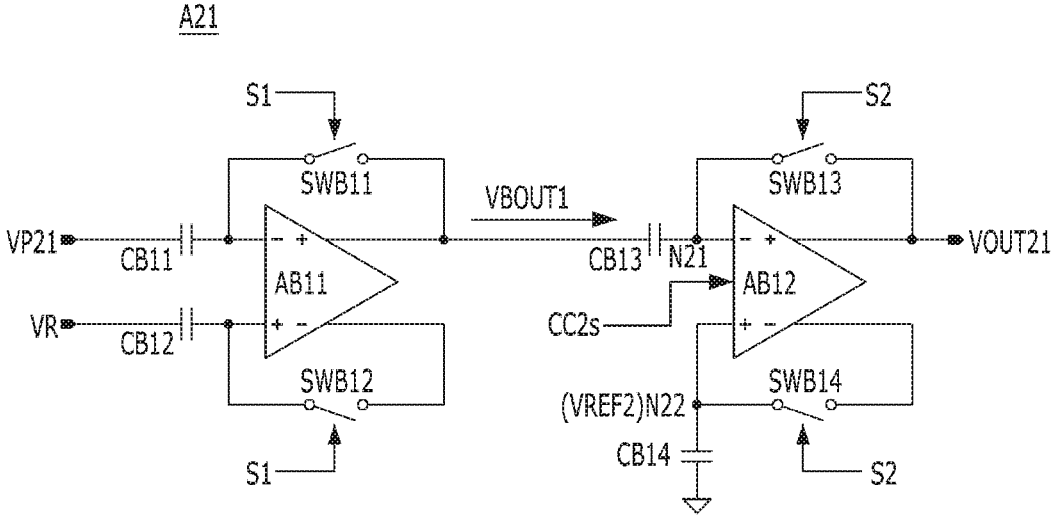 A21
S1
S2
SWB11
SWB13
VBOUT1
VP21
CB11
- +
CB13
N21
- +
VOUT21
AB11
AB12
VR
CB12
+ -
CC2s
+ -
SWB12
SWB14
(VREF2)N22
CB14
S1
S2